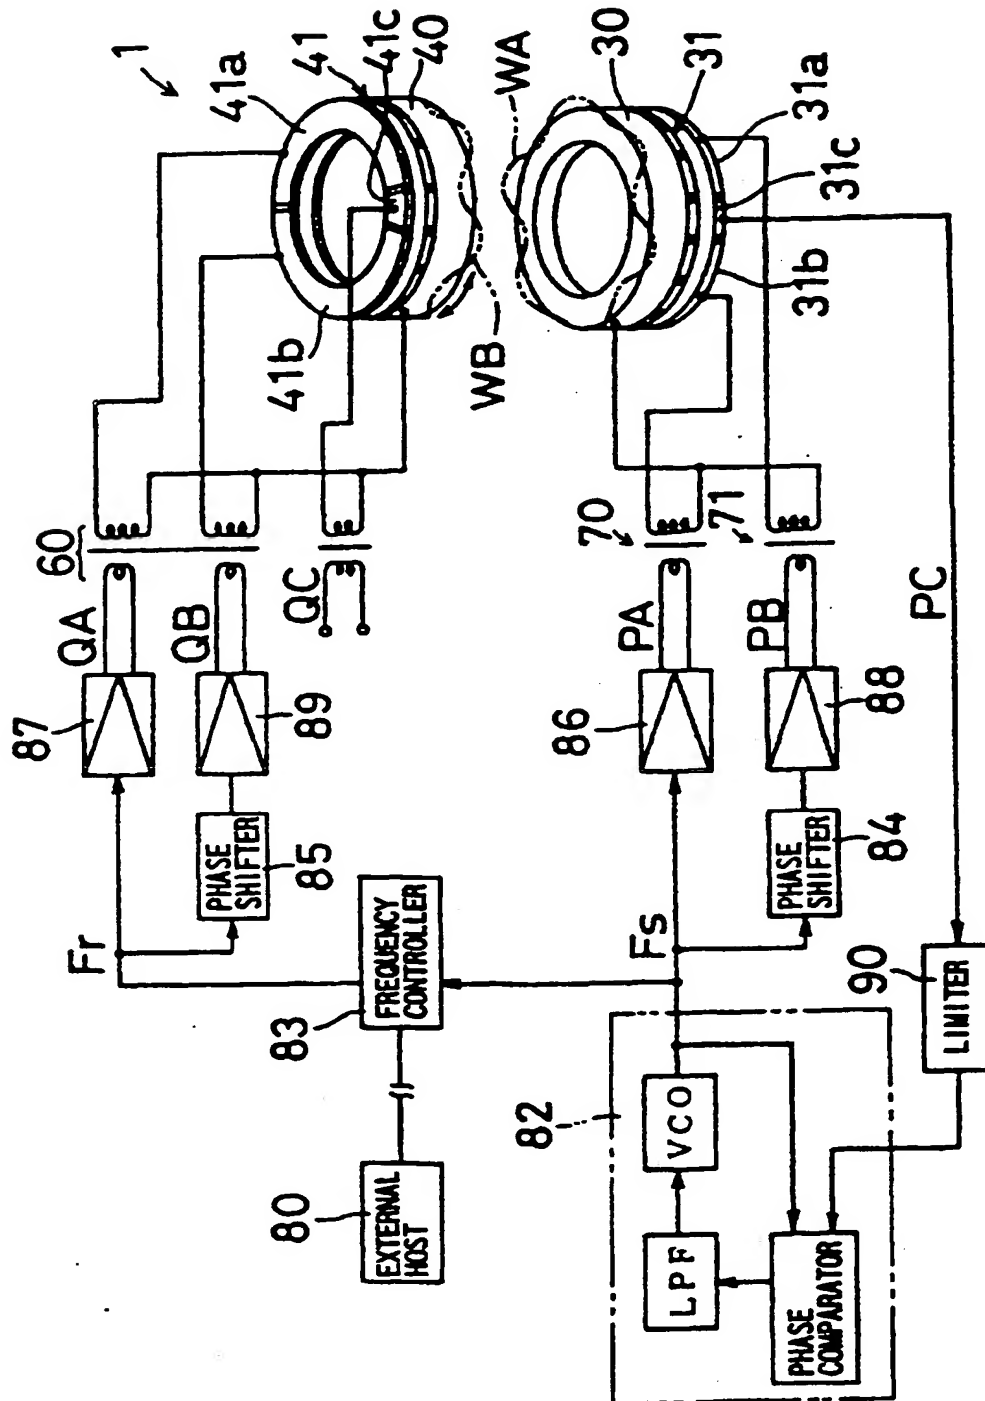 1
41a
41
41c
40
41b
WA
WB
30
31
31a
31c
31b
60
QA
QB
QC
70
71
PA
PB
PC
87
89
86
88
PHASE
SHIFTER
85
PHASE
SHIFTER
84
Fr
Fs
FREQUENCY
CONTROLLER
83
90
LIMITER
82
VCO
LPF
PHASE
COMPARATOR
80
EXTERNAL
HOST